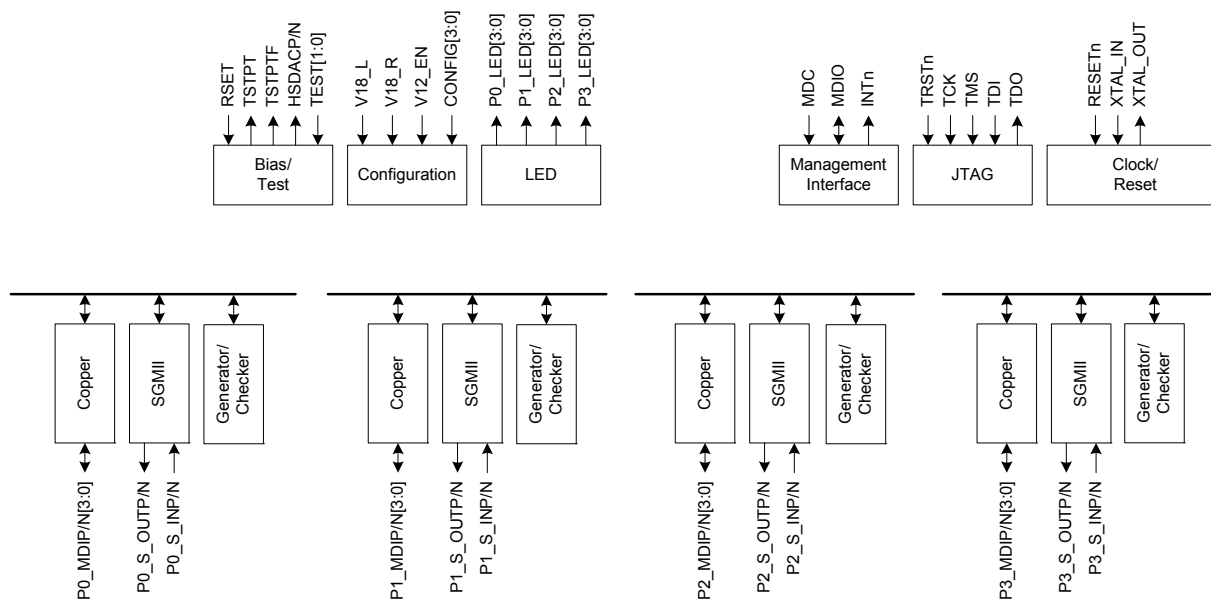 RSET
TSTPT
TSTPTF
HSDACP/N
TEST[1:0]
V18_L
V18_R
V12_EN
CONFIG[3:0]
P0_LED[3:0]
P1_LED[3:0]
P2_LED[3:0]
P3_LED[3:0]
MDC
MDIO
INTn
TRSTn
TCK
TMS
TDI
TDO
RESETn
XTAL_IN
XTAL_OUT
Bias/
Test
Configuration
LED
Management
Interface
JTAG
Clock/
Reset
Copper
SGMII
Generator/
Checker
Copper
SGMII
Generator/
Checker
Copper
SGMII
Generator/
Checker
Copper
SGMII
Generator/
Checker
P0_MDIP/N[3:0]
P0_S_OUTP/N
P0_S_INP/N
P1_MDIP/N[3:0]
P1_S_OUTP/N
P1_S_INP/N
P2_MDIP/N[3:0]
P2_S_OUTP/N
P2_S_INP/N
P3_MDIP/N[3:0]
P3_S_OUTP/N
P3_S_INP/N